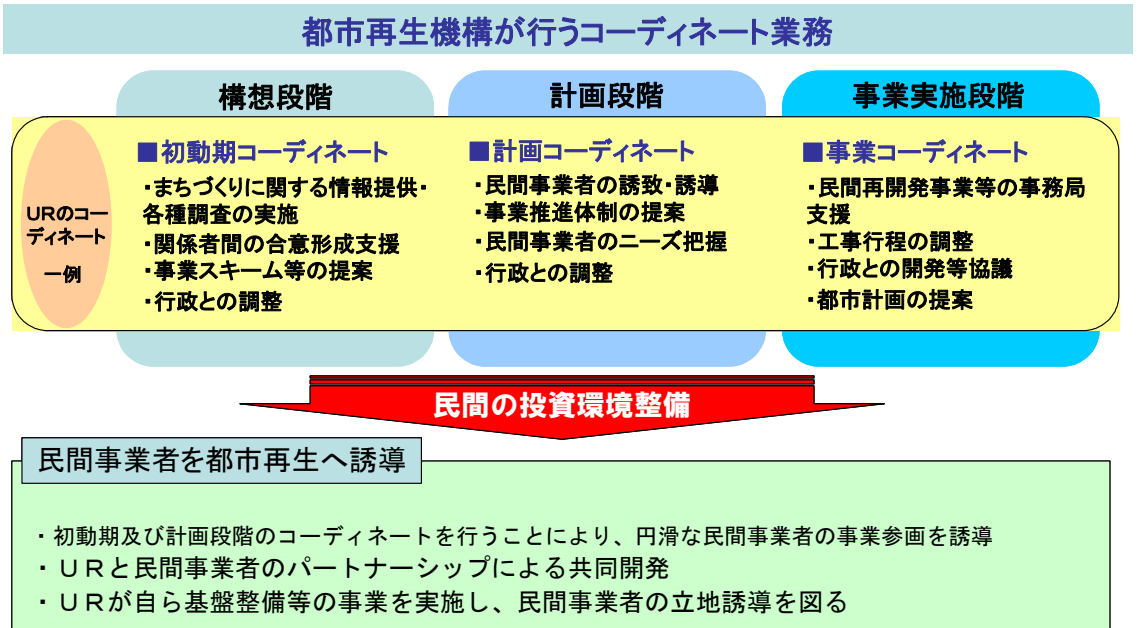 都市再生機構が行うコーディネート業務
構想段階
計画段階
事業実施段階
URのコー
ディネート
一例
■初動期コーディネート
・まちづくりに関する情報提供・
各種調査の実施
・関係者間の合意形成支援
・事業スキーム等の提案
・行政との調整
■計画コーディネート
・民間事業者の誘致・誘導
・事業推進体制の提案
・民間事業者のニーズ把握
・行政との調整
■事業コーディネート
・民間再開発事業等の事務局
支援
・工事行程の調整
・行政との開発等協議
・都市計画の提案
民間の投資環境整備
民間事業者を都市再生へ誘導
・初動期及び計画段階のコーディネートを行うことにより、円滑な民間事業者の事業参画を誘導
・URと民間事業者のパートナーシップによる共同開発
・URが自ら基盤整備等の事業を実施し、民間事業者の立地誘導を図る